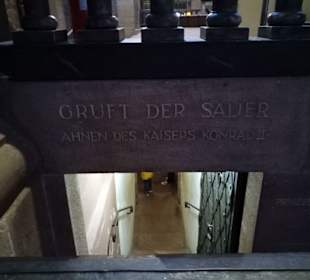 GRUFT DER SALIER
AHNEN DES KAISERS KONRAD II